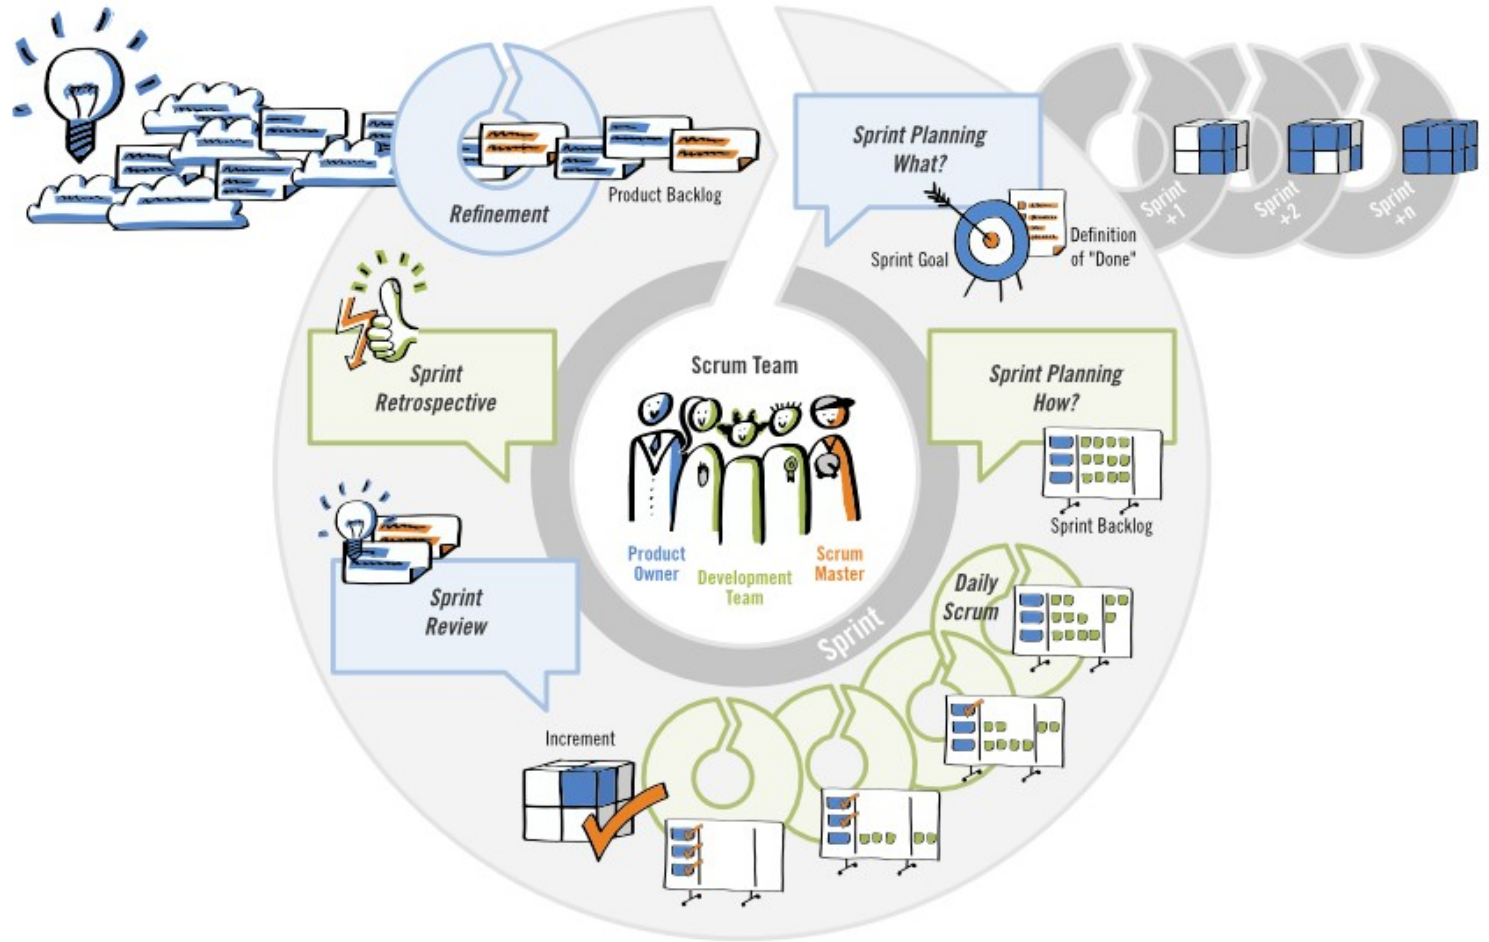 Refinement
Product Backlog
Sprint Planning
What?
Sprint Goal
Definition
of "Done"
Sprint
+1
Sprint
+2
Sprint
+n
Sprint
Retrospective
Scrum Team
Sprint Planning
How?
Sprint Backlog
Product
Owner
Development
Team
Scrum
Master
Sprint
Review
Daily
Scrum
Sprint
Increment